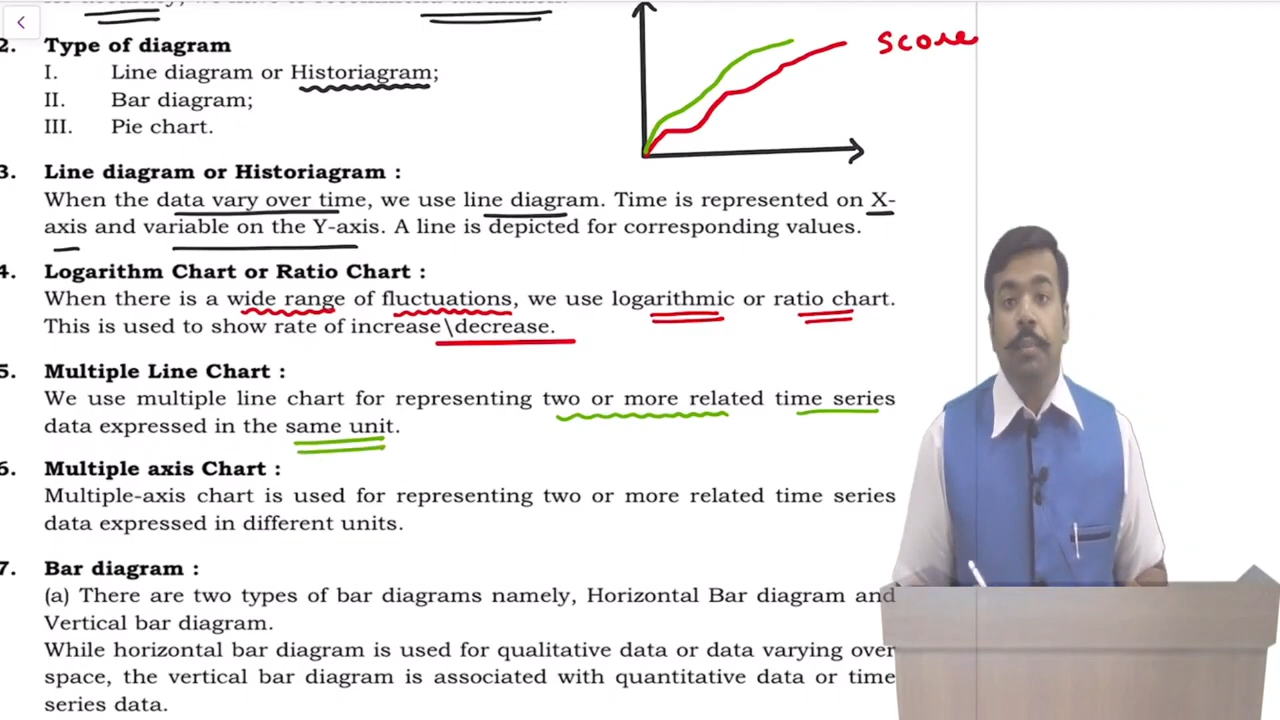 2. Type of diagram
I. Line diagram or Historiagram;
II. Bar diagram;
III. Pie chart.
score
3. Line diagram or Historiagram :
When the data vary over time, we use line diagram. Time is represented on X-
axis and variable on the Y-axis. A line is depicted for corresponding values.
4. Logarithm Chart or Ratio Chart :
When there is a wide range of fluctuations, we use logarithmic or ratio chart.
This is used to show rate of increase\decrease.
5. Multiple Line Chart :
We use multiple line chart for representing two or more related time series
data expressed in the same unit.
6. Multiple axis Chart :
Multiple-axis chart is used for representing two or more related time series
data expressed in different units.
7. Bar diagram :
(a) There are two types of bar diagrams namely, Horizontal Bar diagram and
Vertical bar diagram.
While horizontal bar diagram is used for qualitative data or data varying over
space, the vertical bar diagram is associated with quantitative data or time
series data.